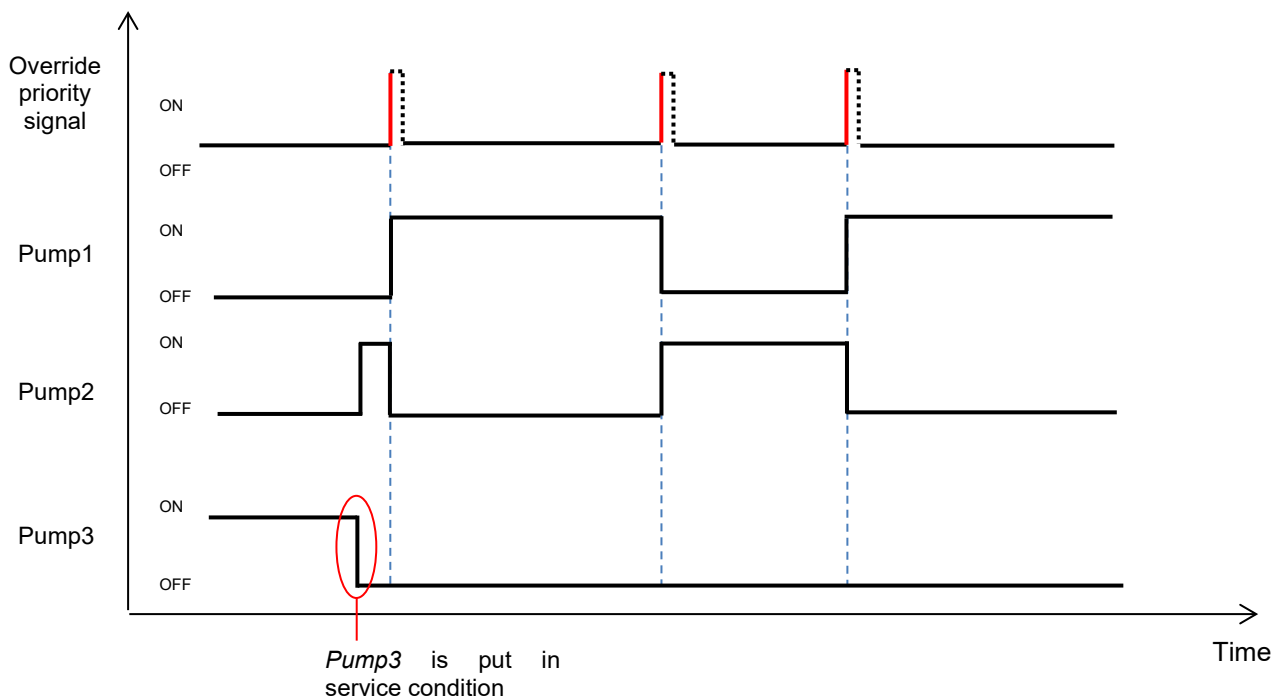 Override
priority
signal
ON
OFF
Pump1
ON
OFF
Pump2
ON
OFF
Pump3
ON
OFF
Time
Pump3 is put in
service condition